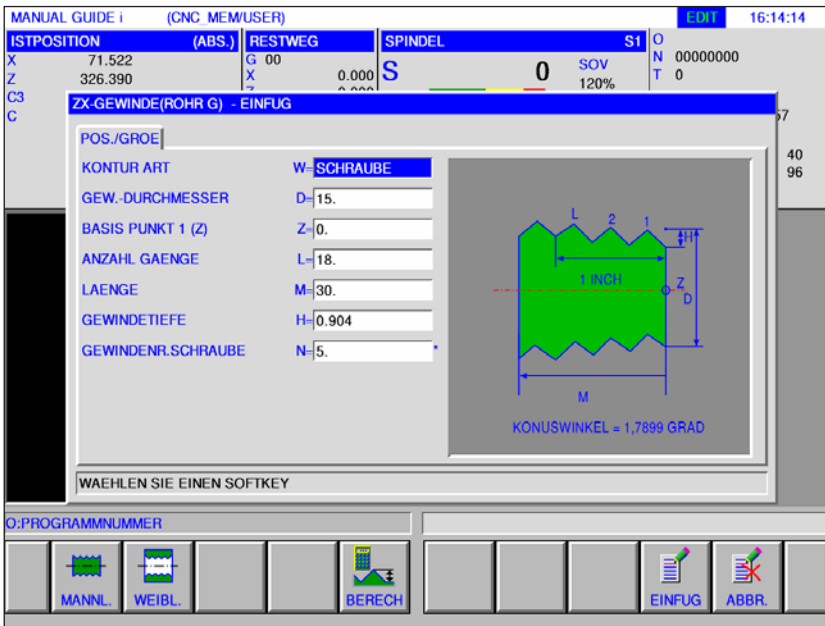 MANUAL GUIDE i (CNC_MEM/USER) EDIT 16:14:14
ISTPOSITION (ABS.) RESTWEG SPINDEL S1 O
X 71.522 G 00 N 00000000
Z 326.390 X 0.000 S 0 SOV T 0
120%
C3
C
40
96
ZX-GEWINDE(ROHR G) - EINFUG
POS./GROE
KONTUR ART W=SCHRAUBE
GEW.-DURCHMESSER D=15.
BASIS PUNKT 1 (Z) Z=0.
ANZAHL GAENGE L=18.
LAENGE M=30.
GEWINDETIEFE H=0.904
GEWINDENR.SCHRAUBE N=5. *
L 2 1
H
1 INCH
Z
D
M
KONUSWINKEL = 1,7899 GRAD
WAEHLEN SIE EINEN SOFTKEY
O:PROGRAMMNUMMER
MANNL. WEIBL. BERECH EINFUG ABBR.